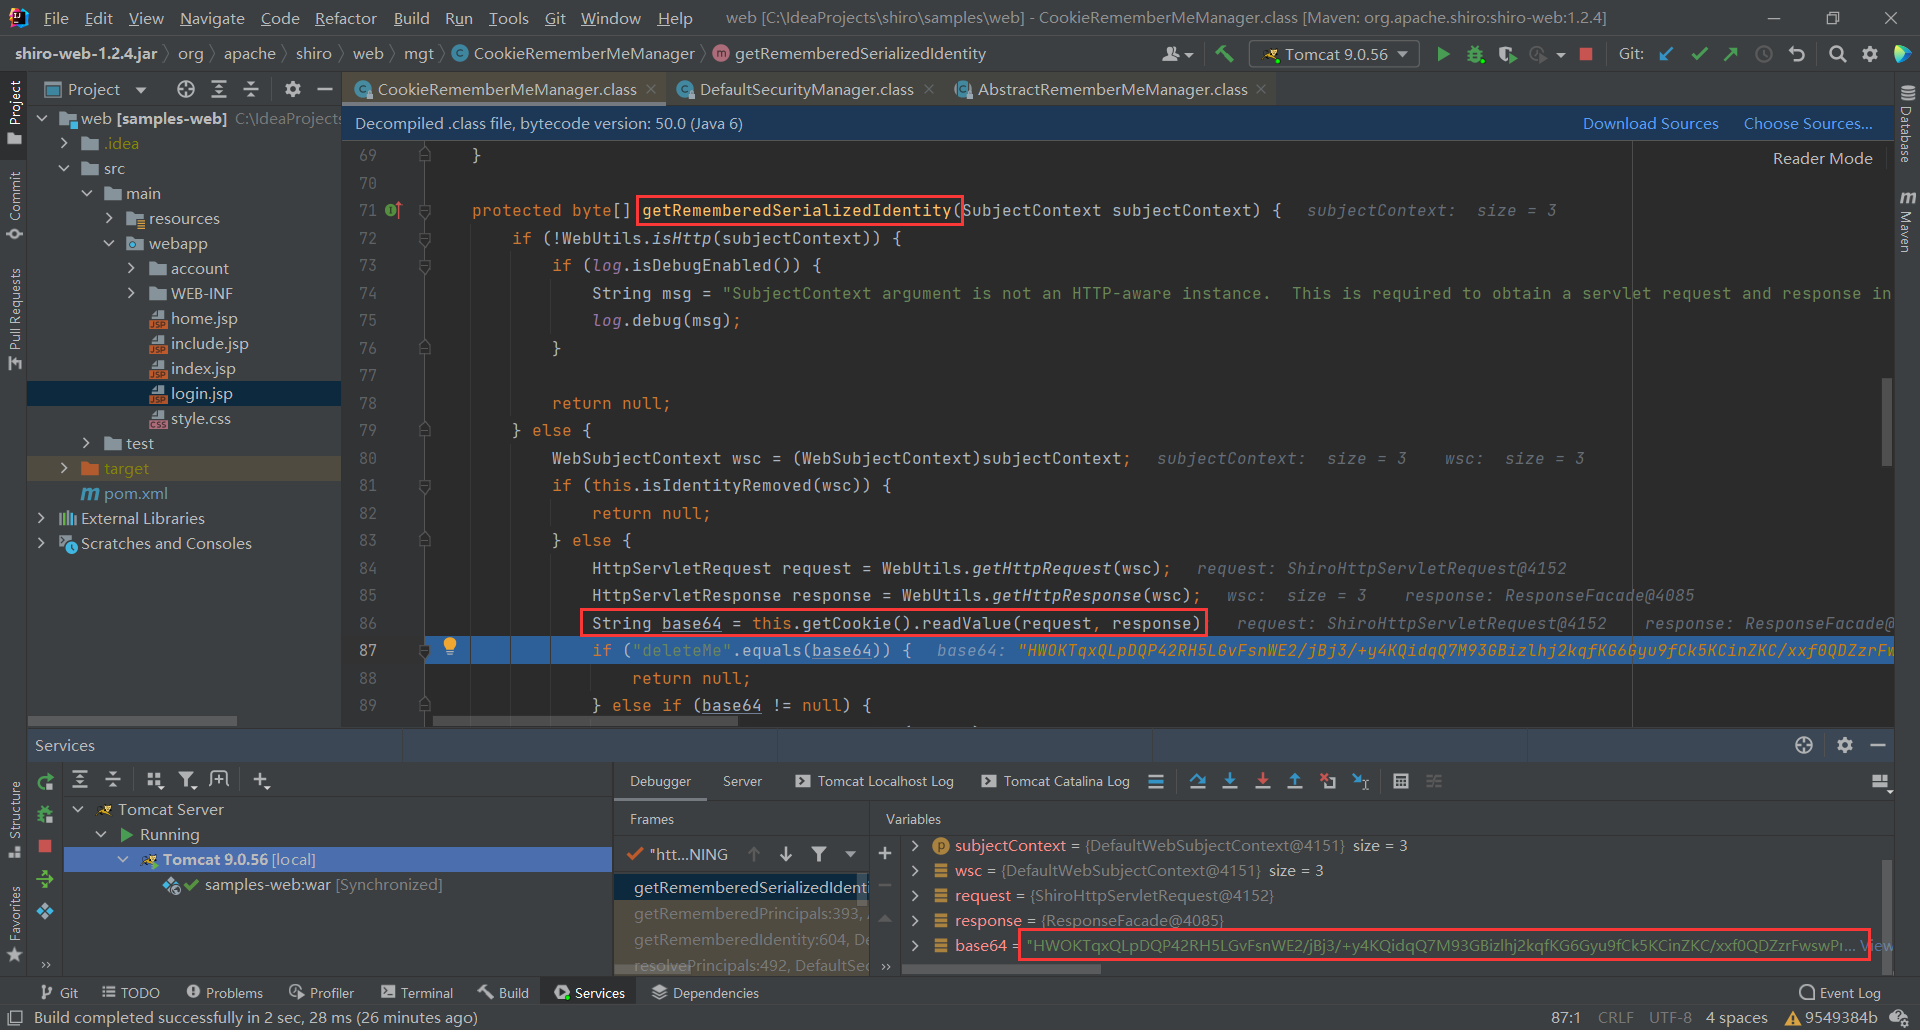 File Edit View Navigate Code Refactor Build Run Tools Git Window Help web [C:\IdeaProjects\shiro\samples\web] - CookieRememberMeManager.class [Maven: org.apache.shiro:shiro-web:1.2.4]
shiro-web-1.2.4.jar org apache shiro web mgt CookieRememberMeManager getRememberedSerializedIdentity Tomcat 9.0.56 Git:
Project
Commit
Pull Requests
Structure
Favorites
Project
web [samples-web] C:\IdeaProjects
.idea
src
main
resources
webapp
account
WEB-INF
home.jsp
include.jsp
index.jsp
login.jsp
style.css
test
target
pom.xml
External Libraries
Scratches and Consoles
CookieRememberMeManager.class DefaultSecurityManager.class AbstractRememberMeManager.class
Decompiled .class file, bytecode version: 50.0 (Java 6) Download Sources Choose Sources...
Reader Mode
69 }
70
71 protected byte[] getRememberedSerializedIdentity(SubjectContext subjectContext) { subjectContext: size = 3
72 if (!WebUtils.isHttp(subjectContext)) {
73 if (log.isDebugEnabled()) {
74 String msg = "SubjectContext argument is not an HTTP-aware instance.  This is required to obtain a servlet request and response in
75 log.debug(msg);
76 }
77
78 return null;
79 } else {
80 WebSubjectContext wsc = (WebSubjectContext)subjectContext; subjectContext: size = 3 wsc: size = 3
81 if (this.isIdentityRemoved(wsc)) {
82 return null;
83 } else {
84 HttpServletRequest request = WebUtils.getHttpRequest(wsc); request: ShiroHttpServletRequest@4152
85 HttpServletResponse response = WebUtils.getHttpResponse(wsc); wsc: size = 3 response: ResponseFacade@4085
86 String base64 = this.getCookie().readValue(request, response) request: ShiroHttpServletRequest@4152 response: ResponseFacade@
87 if ("deleteMe".equals(base64)) { base64: "HWOKTqxQLpDQP42RH5LGvFsnWE2/jBj3/+y4KQidqQ7M93GBizlhj2kqfKG6Gyu9fCk5KCinZKC/xxf0QDZzrFw
88 return null;
89 } else if (base64 != null) {
Database
Maven
Services
Tomcat Server
Running
Tomcat 9.0.56 [local]
samples-web:war [Synchronized]
Debugger Server Tomcat Localhost Log Tomcat Catalina Log
Frames
"htt...NING
getRememberedSerializedIdenti
getRememberedPrincipals:393,
getRememberedIdentity:604, De
resolvePrincipals:492, DefaultSec
Variables
subjectContext = {DefaultWebSubjectContext@4151} size = 3
wsc = {DefaultWebSubjectContext@4151} size = 3
request = {ShiroHttpServletRequest@4152}
response = {ResponseFacade@4085}
base64 = "HWOKTqxQLpDQP42RH5LGvFsnWE2/jBj3/+y4KQidqQ7M93GBizlhj2kqfKG6Gyu9fCk5KCinZKC/xxf0QDZzrFwswPı... View
Git TODO Problems Profiler Terminal Build Services Dependencies Event Log
Build completed successfully in 2 sec, 28 ms (26 minutes ago) 87:1 CRLF UTF-8 4 spaces 9549384b